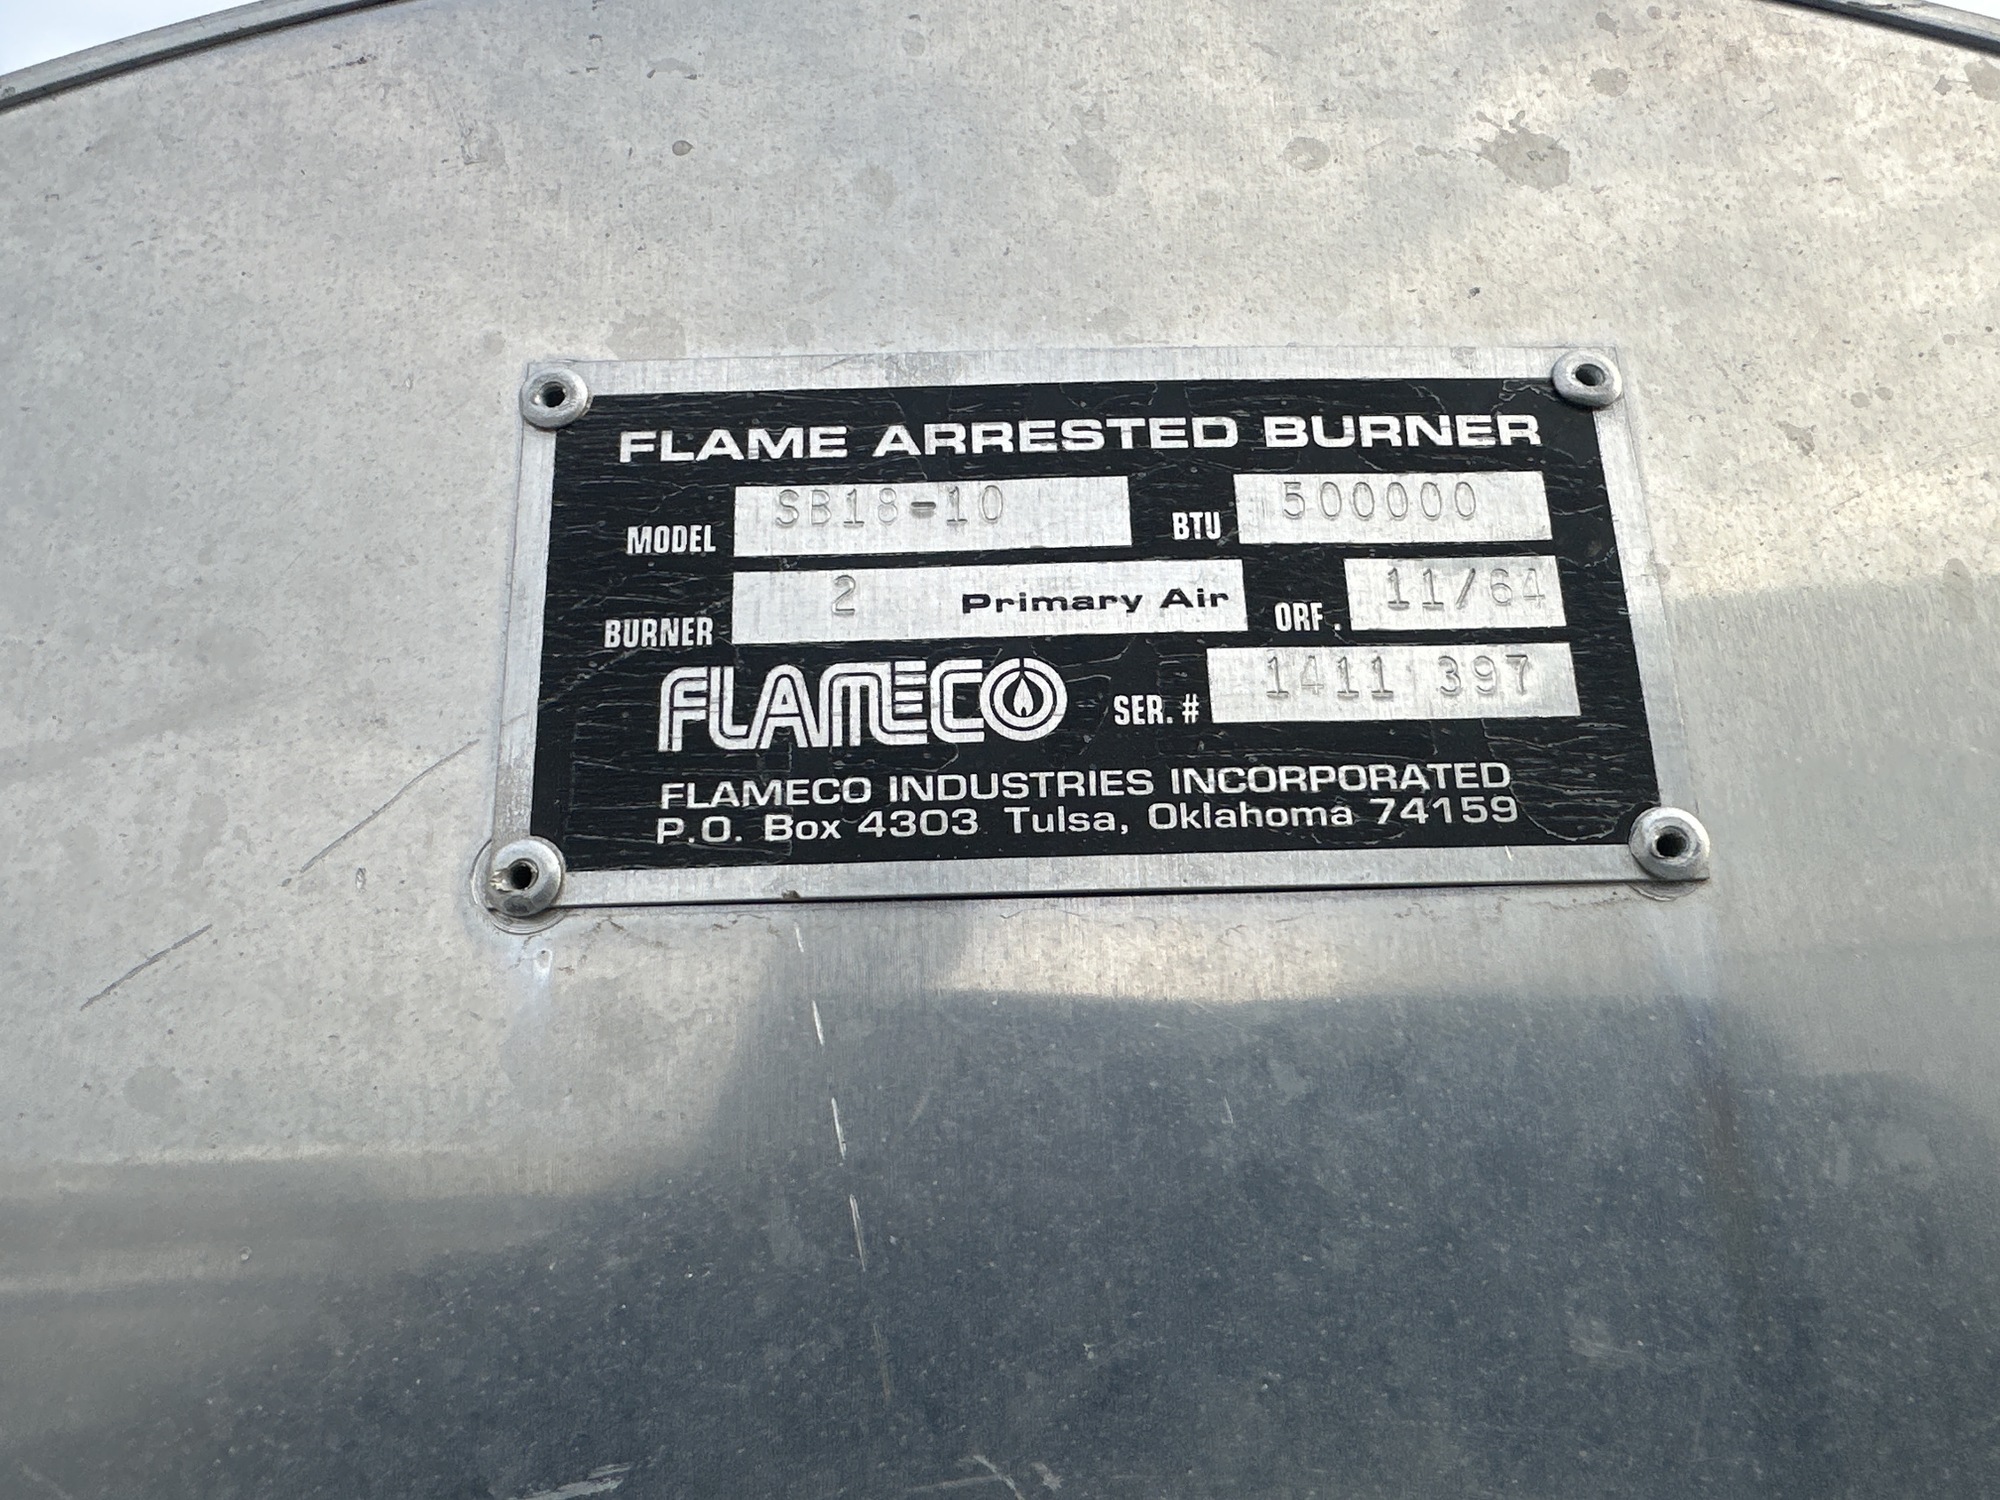 FLAME ARRESTED BURNER
MODEL SB18-10 BTU 500000
BURNER 2 Primary Air ORF. 11/64
FLAMECO SER. # 1411 397
FLAMECO INDUSTRIES INCORPORATED
P.O. Box 4303 Tulsa, Oklahoma 74159